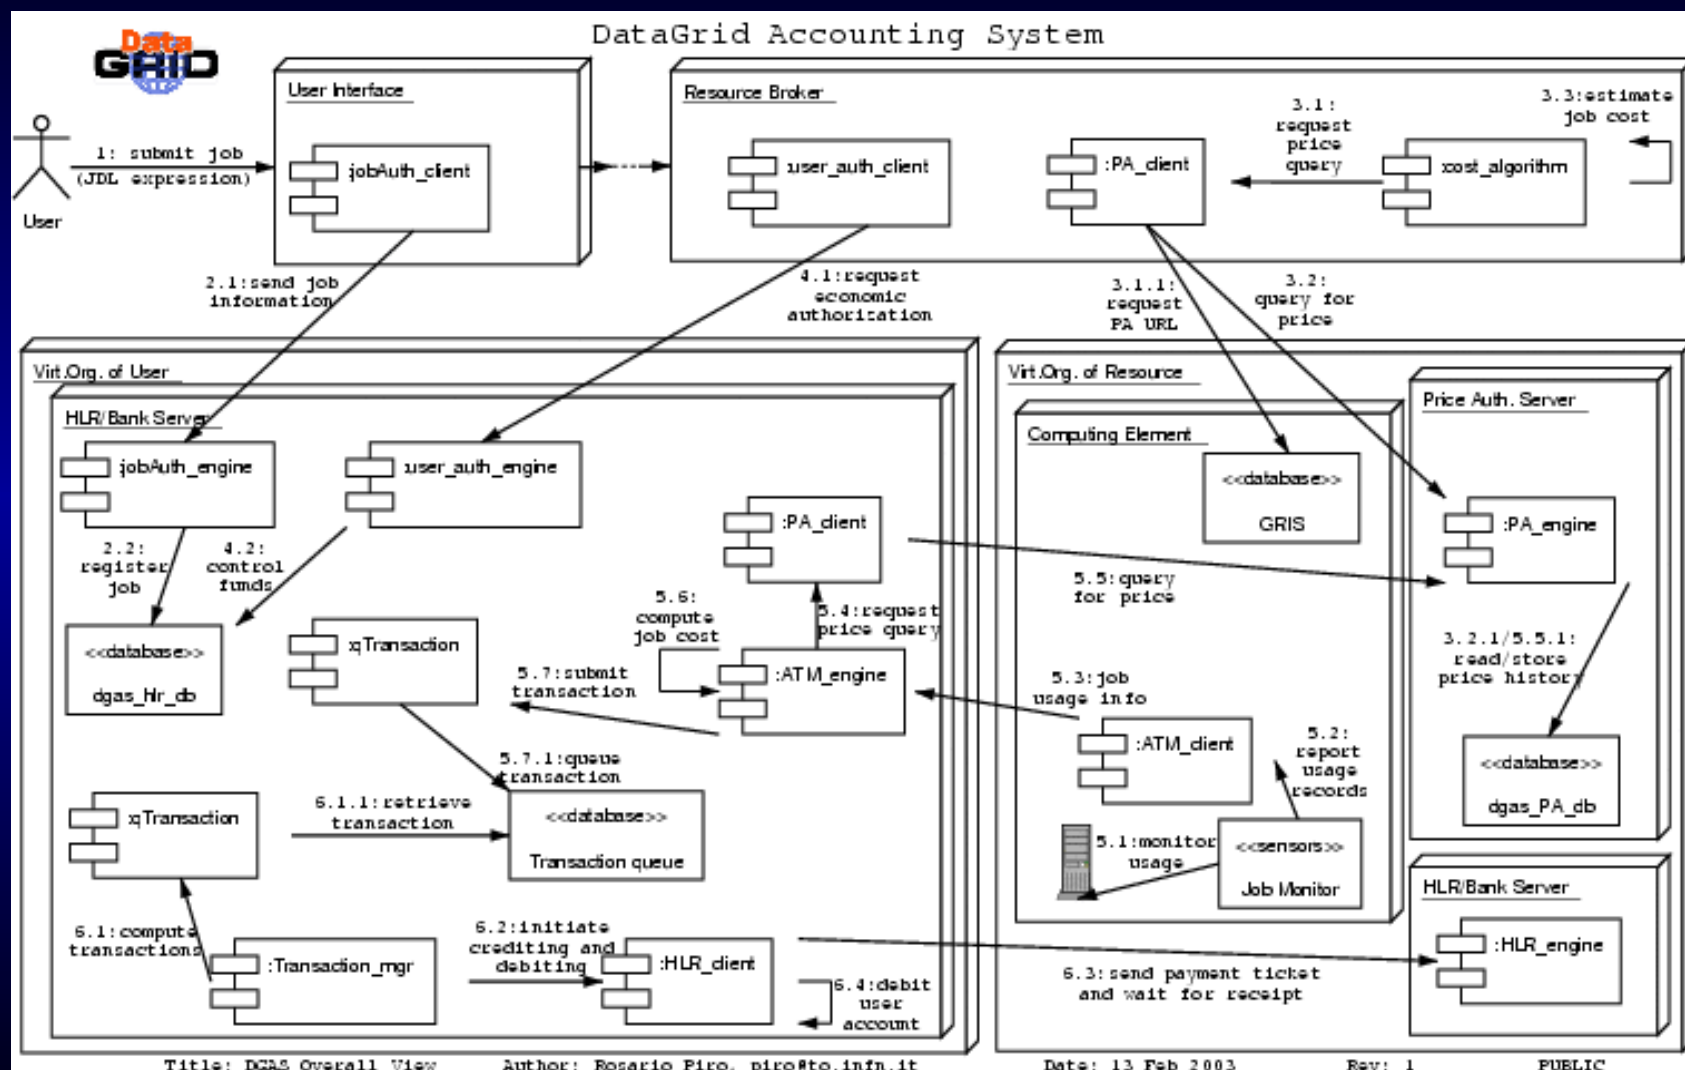 DataGrid Accounting System
Data
GRID
User Interface
Resource Broker
3.1:
request
price
query
3.3:estimate
job cost
1: submit job
(JDL expression)
:jobAuth_client
:user_auth_client
:PA_client
:cost_algorithm
User
2.1:send job
information
4.1:request
economic
authorization
3.1.1:
request
PA URL
3.2:
query for
price
Virt.Org. of User
Virt.Org. of Resource
HLR/Bank Server
Computing Element
Price Auth. Server
:jobAuth_engine
:user_auth_engine
<<database>>
GRIS
:PA_client
:PA_engine
2.2:
register
job
4.2:
control
funds
5.5:query
for price
5.6:
compute
job cost
5.4:request
price query
<<database>>
dgas_hlr_db
:qTransaction
5.7:submit
transaction
:ATM_engine
5.3:job
usage info
3.2.1/5.5.1:
read/store
price history
:ATM_client
5.2:
report
usage
records
5.7.1:queue
transaction
<<database>>
dgas_PA_db
:qTransaction
6.1.1:retrieve
transaction
<<database>>
Transaction queue
5.1:monitor
usage
<<sensors>>
Job Monitor
HLR/Bank Server
6.1:compute
transactions
6.2:initiate
crediting and
debiting
:Transaction_mgr
:HLR_client
:HLR_engine
6.4:debit
user
account
6.3:send payment ticket
and wait for receipt
Title: DGAS Overall View Author: Rosario Piro, piro@to.infn.it Date: 13 Feb 2003 Rev: 1 PUBLIC